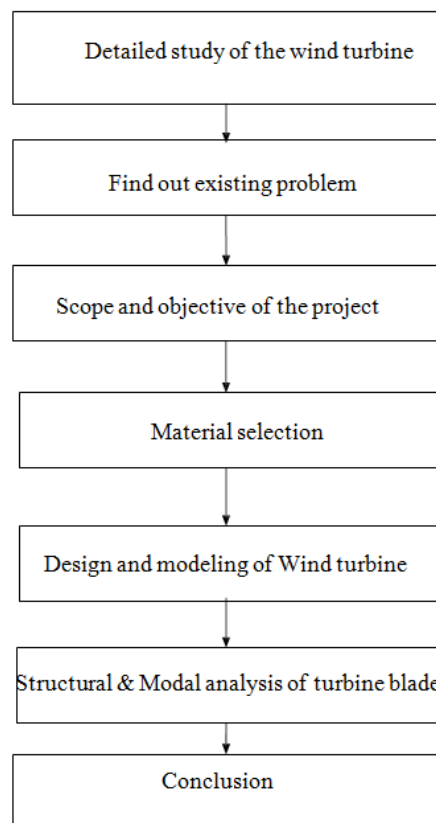 Detailed study of the wind turbine
Find out existing problem
Scope and objective of the project
Material selection
Design and modeling of Wind turbine
Structural & Modal analysis of turbine blade
Conclusion